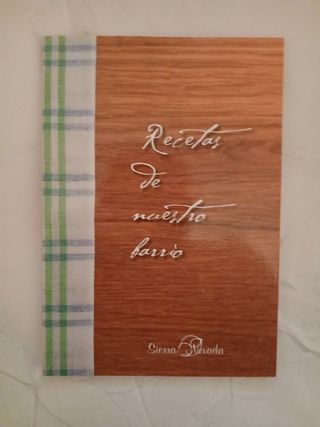 Recetas
de
nuestro
barrio
Sierra Nevada